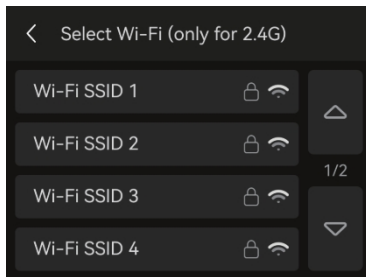 Select Wi-Fi (only for 2.4G)
Wi-Fi SSID 1
Wi-Fi SSID 2
1/2
Wi-Fi SSID 3
Wi-Fi SSID 4